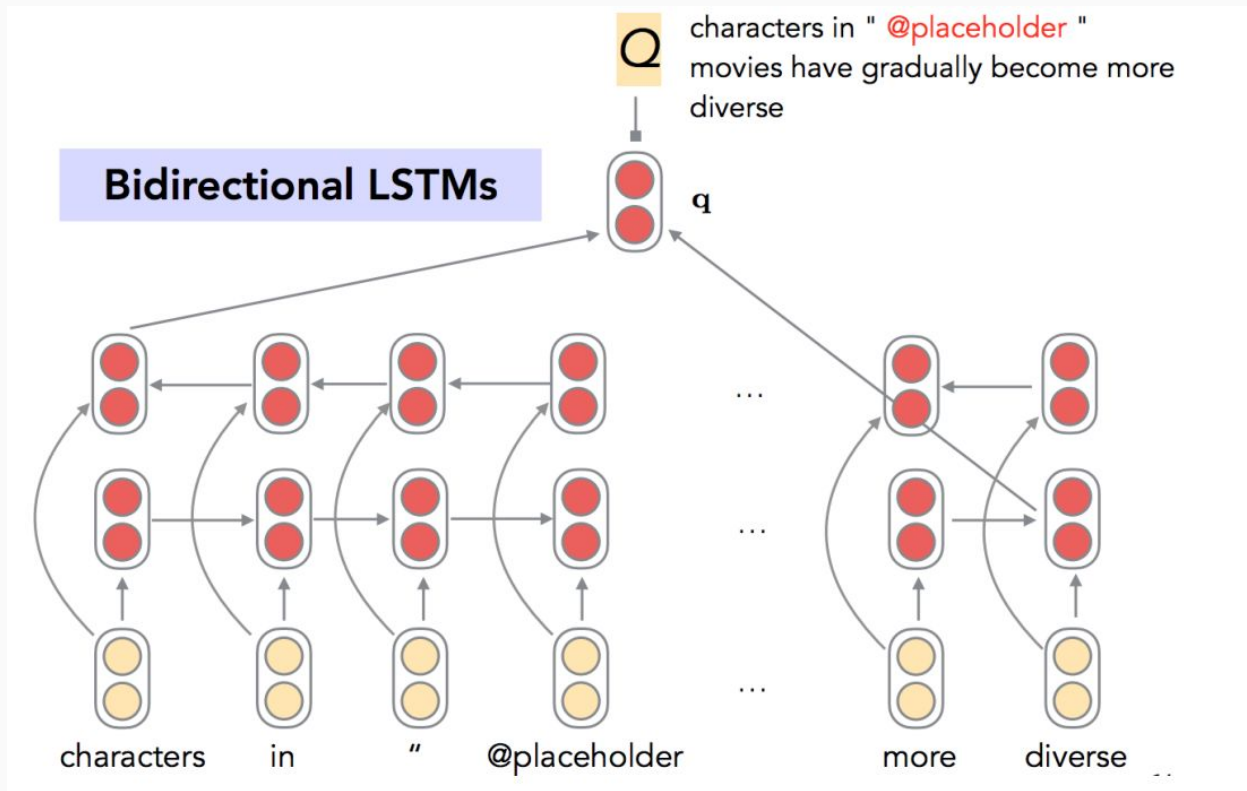 Q
characters in " @placeholder "
movies have gradually become more
diverse
Bidirectional LSTMs
q
...
...
...
characters in “ @placeholder more diverse